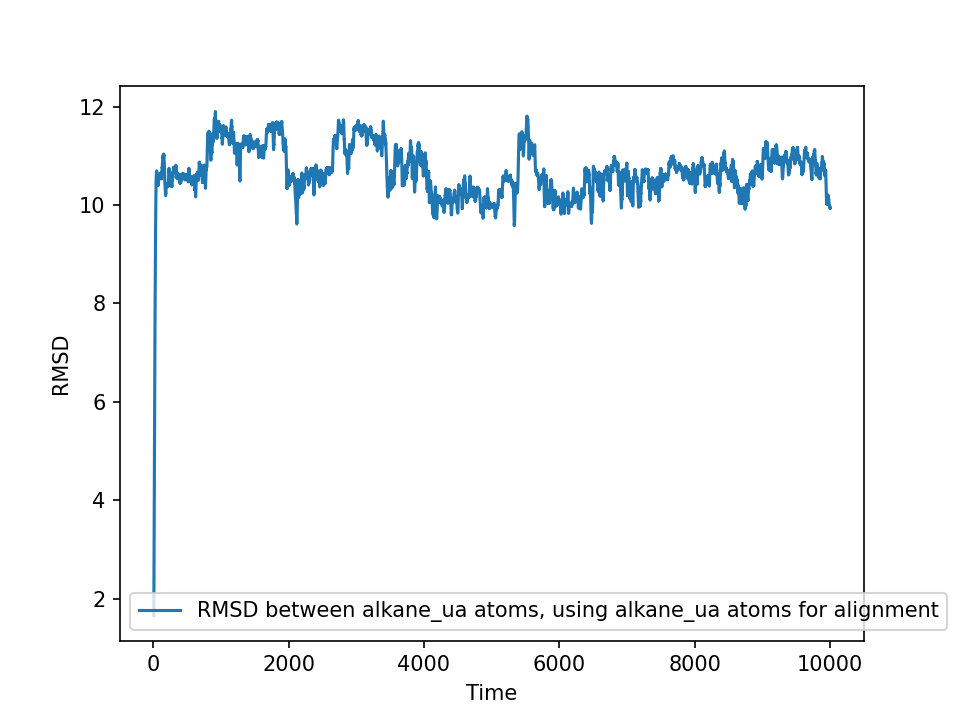 12
10
8
6
4
2
RMSD
RMSD between alkane_ua atoms, using alkane_ua atoms for alignment
0 2000 4000 6000 8000 10000
Time